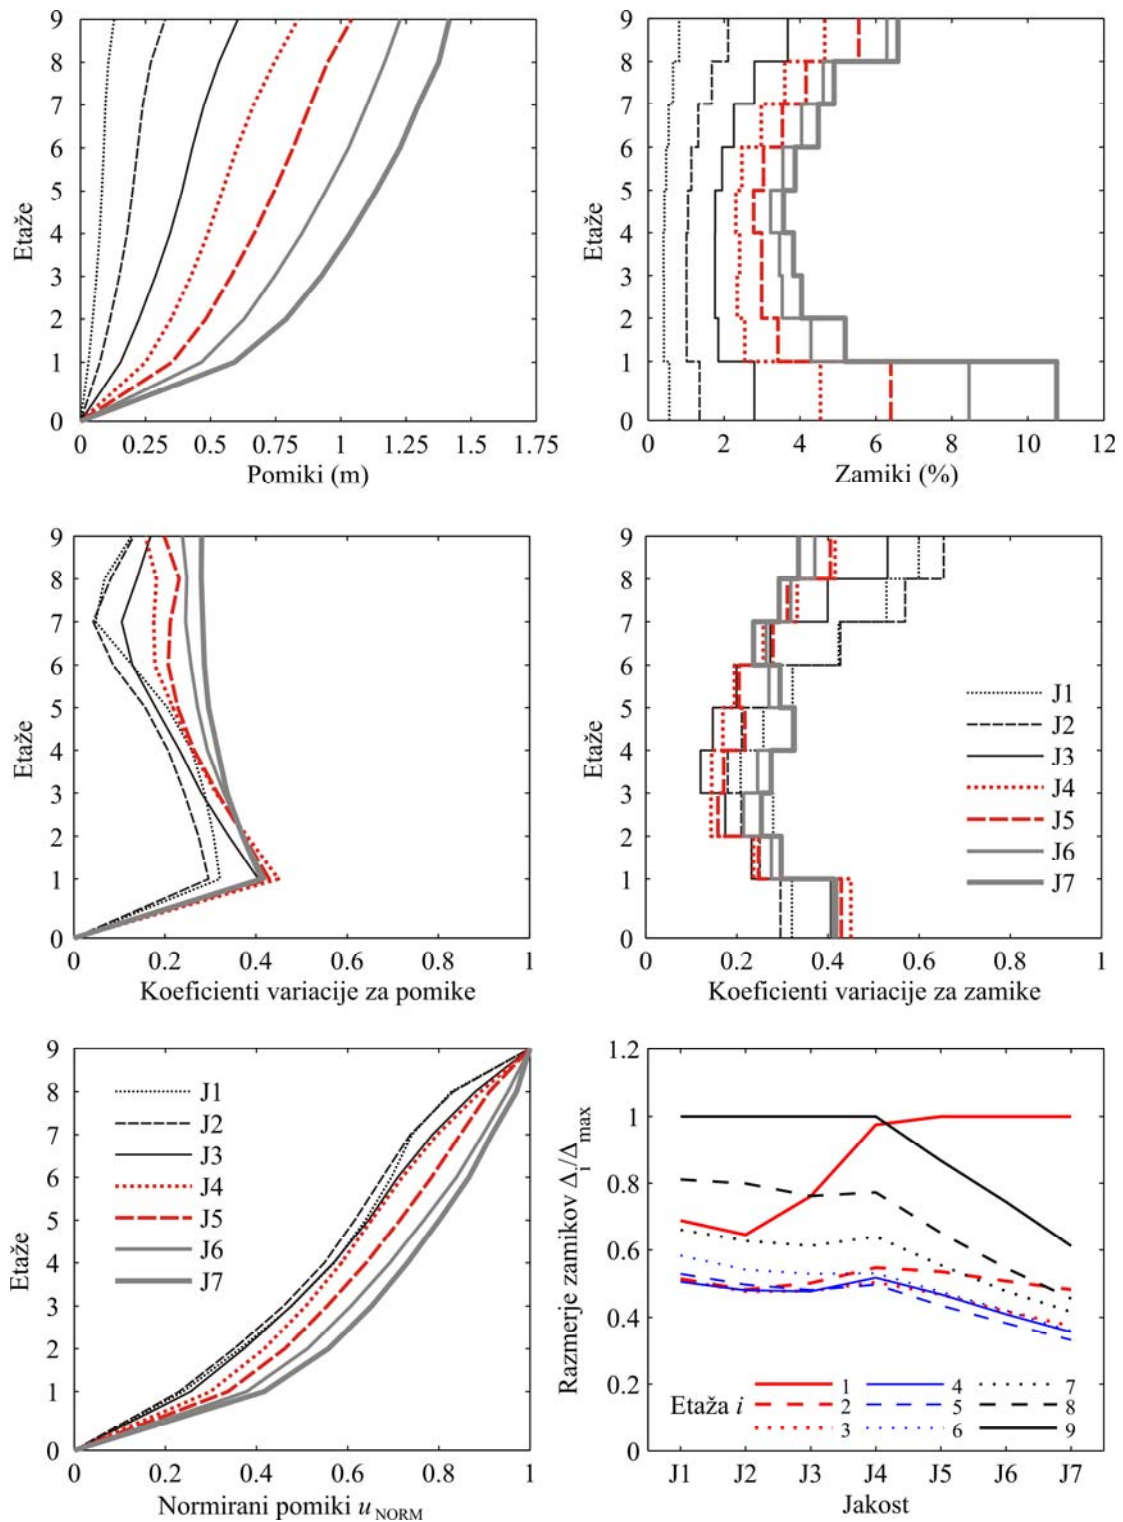 9
8
7
6
5
4
3
2
1
0
Etaže
0 0.25 0.5 0.75 1 1.25 1.5 1.75
Pomiki (m)
9
8
7
6
5
4
3
2
1
0
Etaže
0 2 4 6 8 10 12
Zamiki (%)
9
8
7
6
5
4
3
2
1
0
Etaže
0 0.2 0.4 0.6 0.8 1
Koeficienti variacije za pomike
9
8
7
6
5
4
3
2
1
0
Etaže
J1
J2
J3
J4
J5
J6
J7
0 0.2 0.4 0.6 0.8 1
Koeficienti variacije za zamike
9
8
7
6
5
4
3
2
1
0
Etaže
J1
J2
J3
J4
J5
J6
J7
0 0.2 0.4 0.6 0.8 1
Normirani pomiki u NORM
1.2
1
0.8
0.6
0.4
0.2
0
Razmerje zamikov Δi/Δmax
Etaža i
1 4 7
2 5 8
3 6 9
J1 J2 J3 J4 J5 J6 J7
Jakost